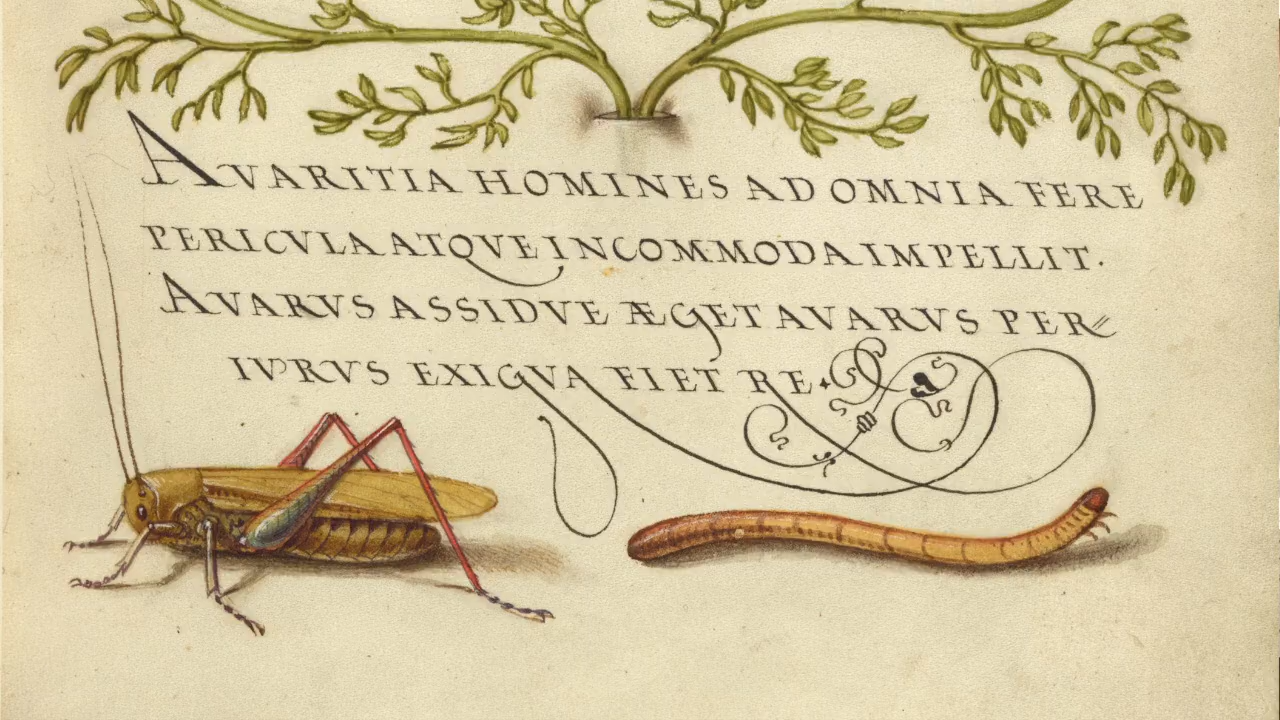 AVARITIA HOMINES AD OMNIA FERE
PERICVLA ATQVE INCOMMODA IMPELLIT.
AVARVS ASSIDVE ÆGET AVARVS PER⸗
IVRVS EXIGVA FIET RE.